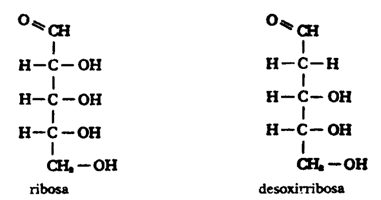 O=CH O=CH
H—C—OH H—C—H
H—C—OH H—C—OH
H—C—OH H—C—OH
CH₂—OH CH₂—OH
ribosa desoxirribosa